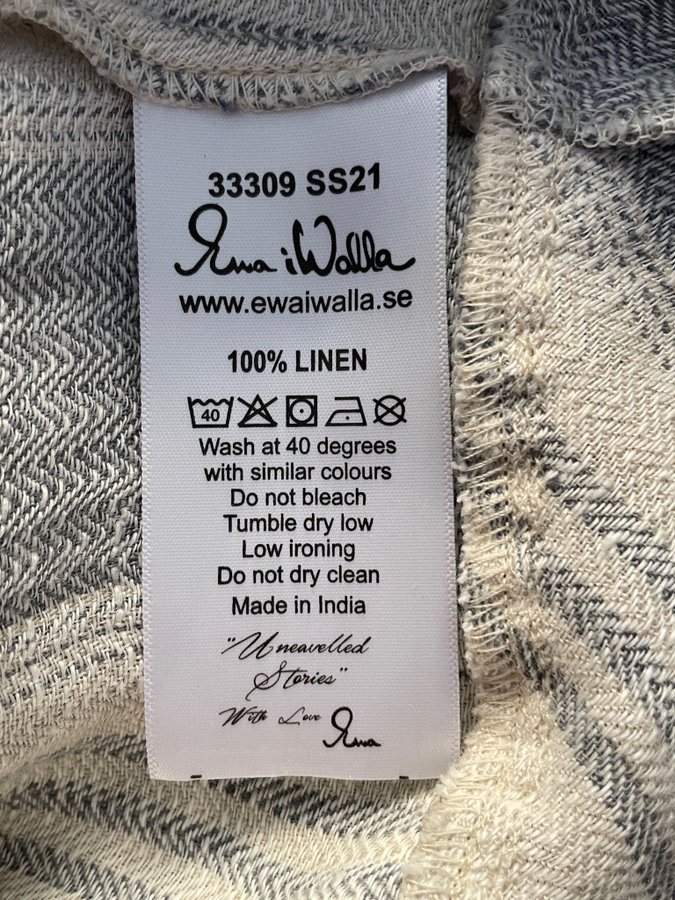 33309 SS21
Ewa i Walla
www.ewaiwalla.se
100% LINEN
40
Wash at 40 degrees
with similar colours
Do not bleach
Tumble dry low
Low ironing
Do not dry clean
Made in India
"Uneavelled
Stories"
With Love Ewa